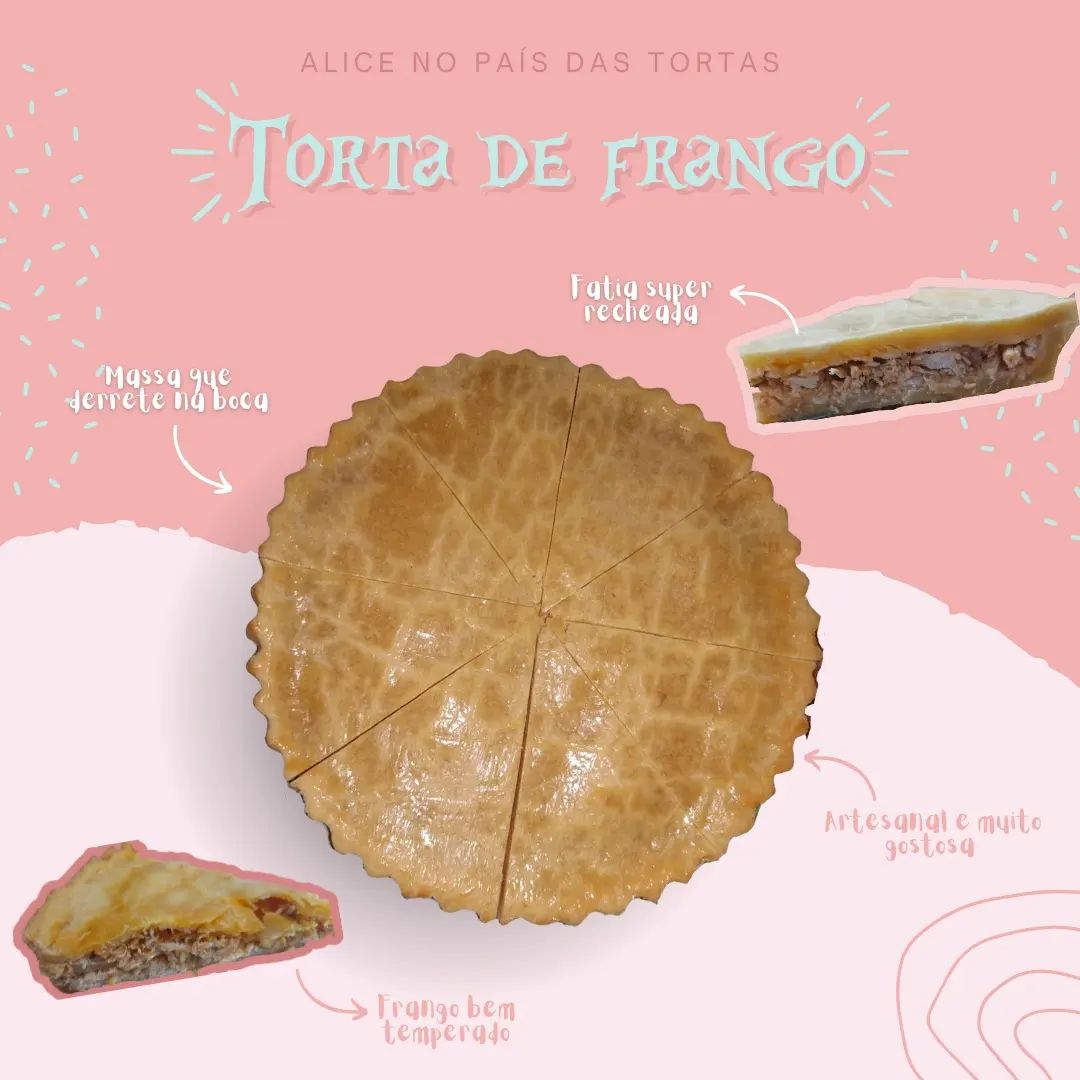 ALICE NO PAÍS DAS TORTAS
TORTA DE FRANGO
Fatia super
recheada
Massa que
derrete na boca
Artesanal e muito
gostosa
Frango bem
temperado